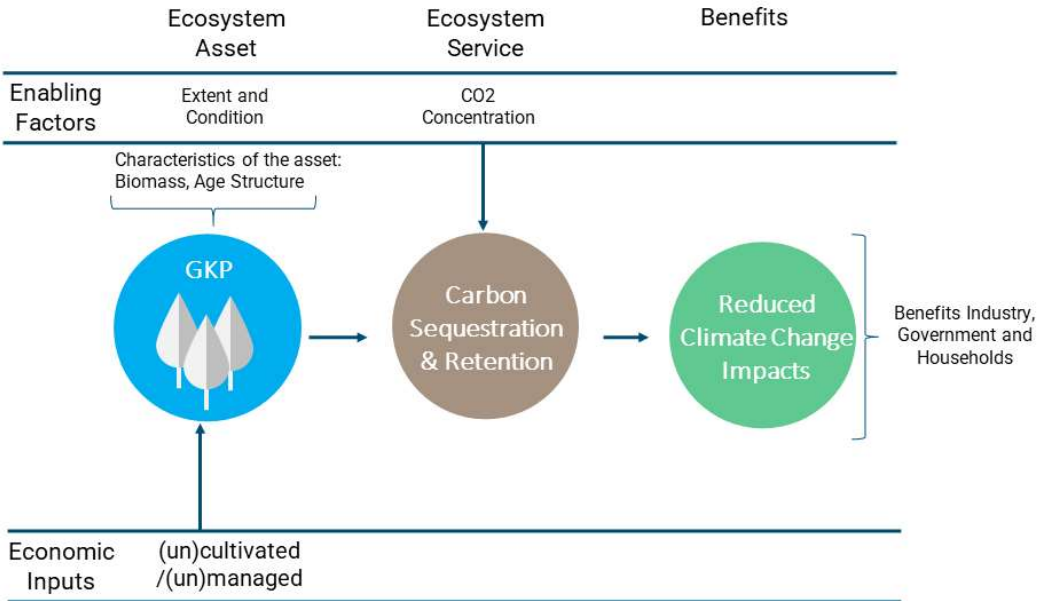 Ecosystem
Asset
Ecosystem
Service
Benefits
Enabling
Factors
Extent and
Condition
CO2
Concentration
Characteristics of the asset:
Biomass, Age Structure
GKP
Carbon
Sequestration
& Retention
Reduced
Climate Change
Impacts
Benefits Industry,
Government and
Households
Economic
Inputs
(un)cultivated
/(un)managed